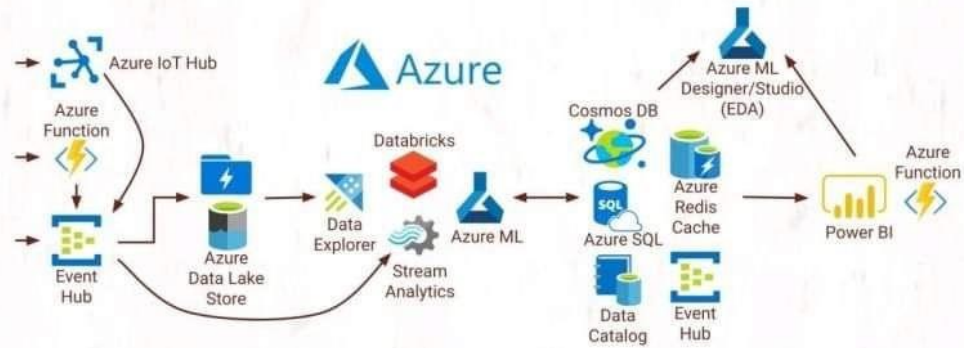 Azure IoT Hub
Azure
Function
Event
Hub
Azure
Data Lake
Store
Azure
Data
Explorer
Databricks
Stream
Analytics
Azure ML
Cosmos DB
SQL
Azure SQL
Data
Catalog
Azure
Redis
Cache
Event
Hub
Azure ML
Designer/Studio
(EDA)
Power BI
Azure
Function